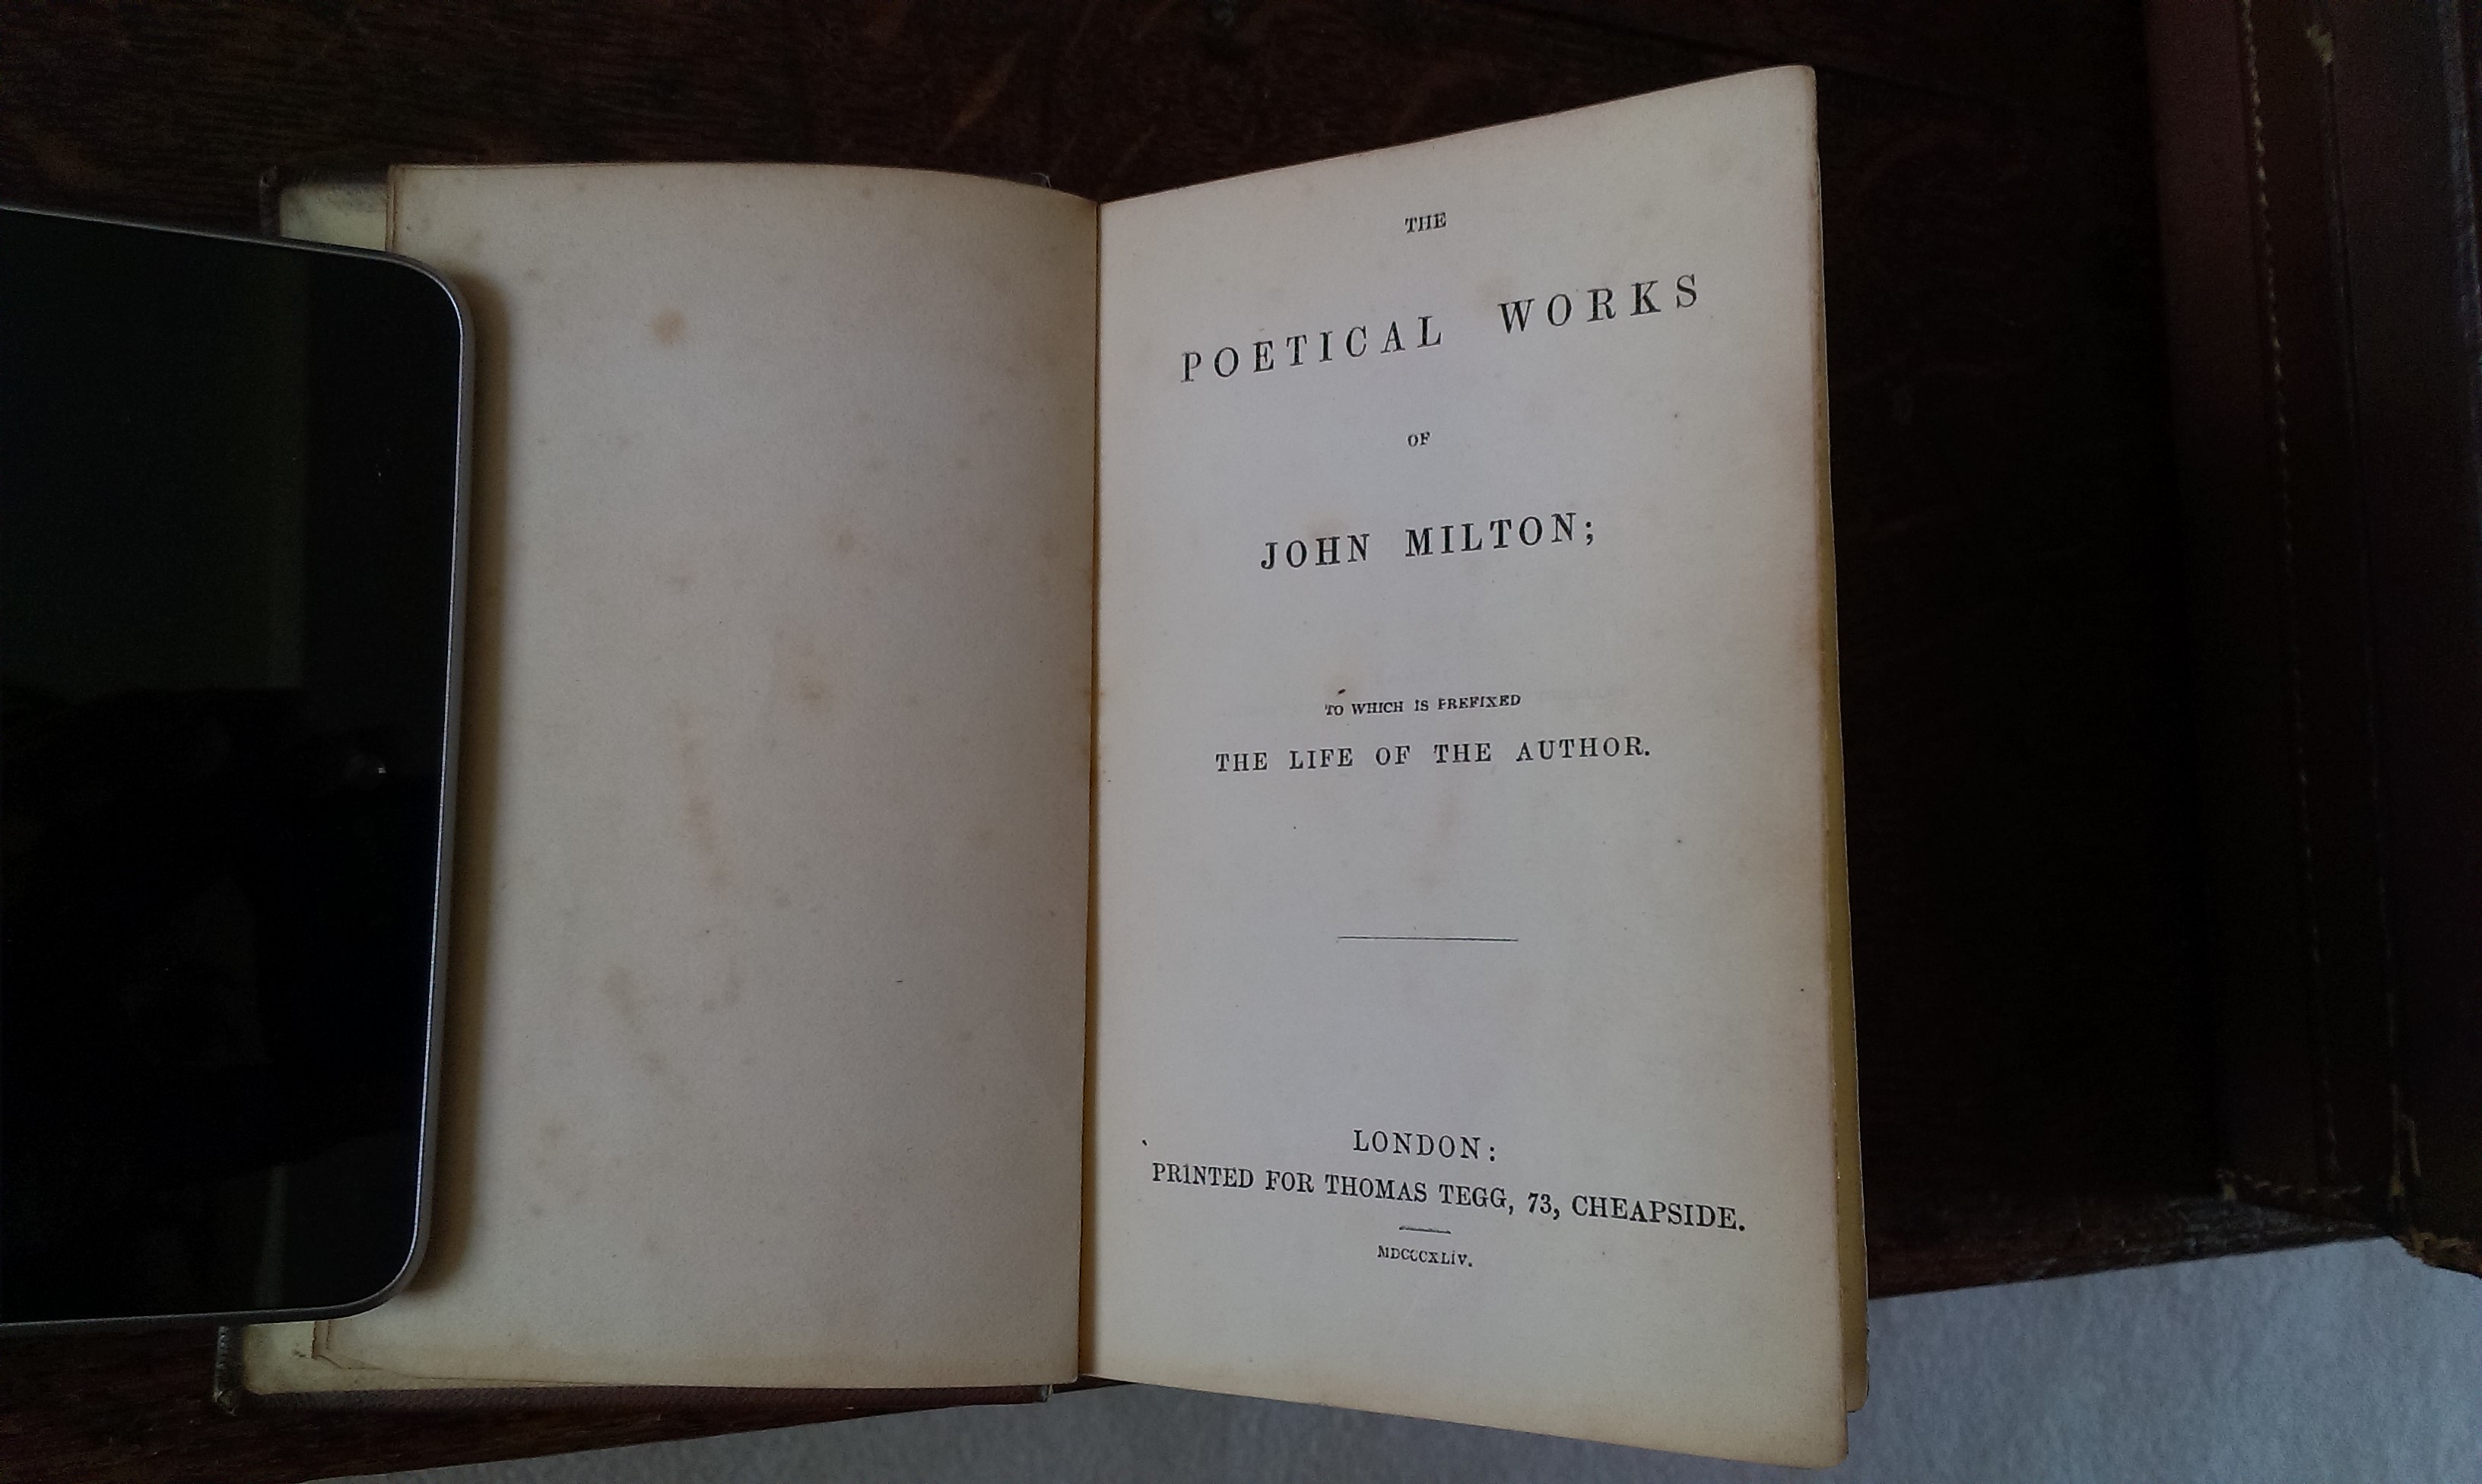 THE
POETICAL WORKS
OF
JOHN MILTON;
TO WHICH IS PREFIXED
THE LIFE OF THE AUTHOR.
LONDON:
PRINTED FOR THOMAS TEGG, 73, CHEAPSIDE.
MDCCCXLIV.